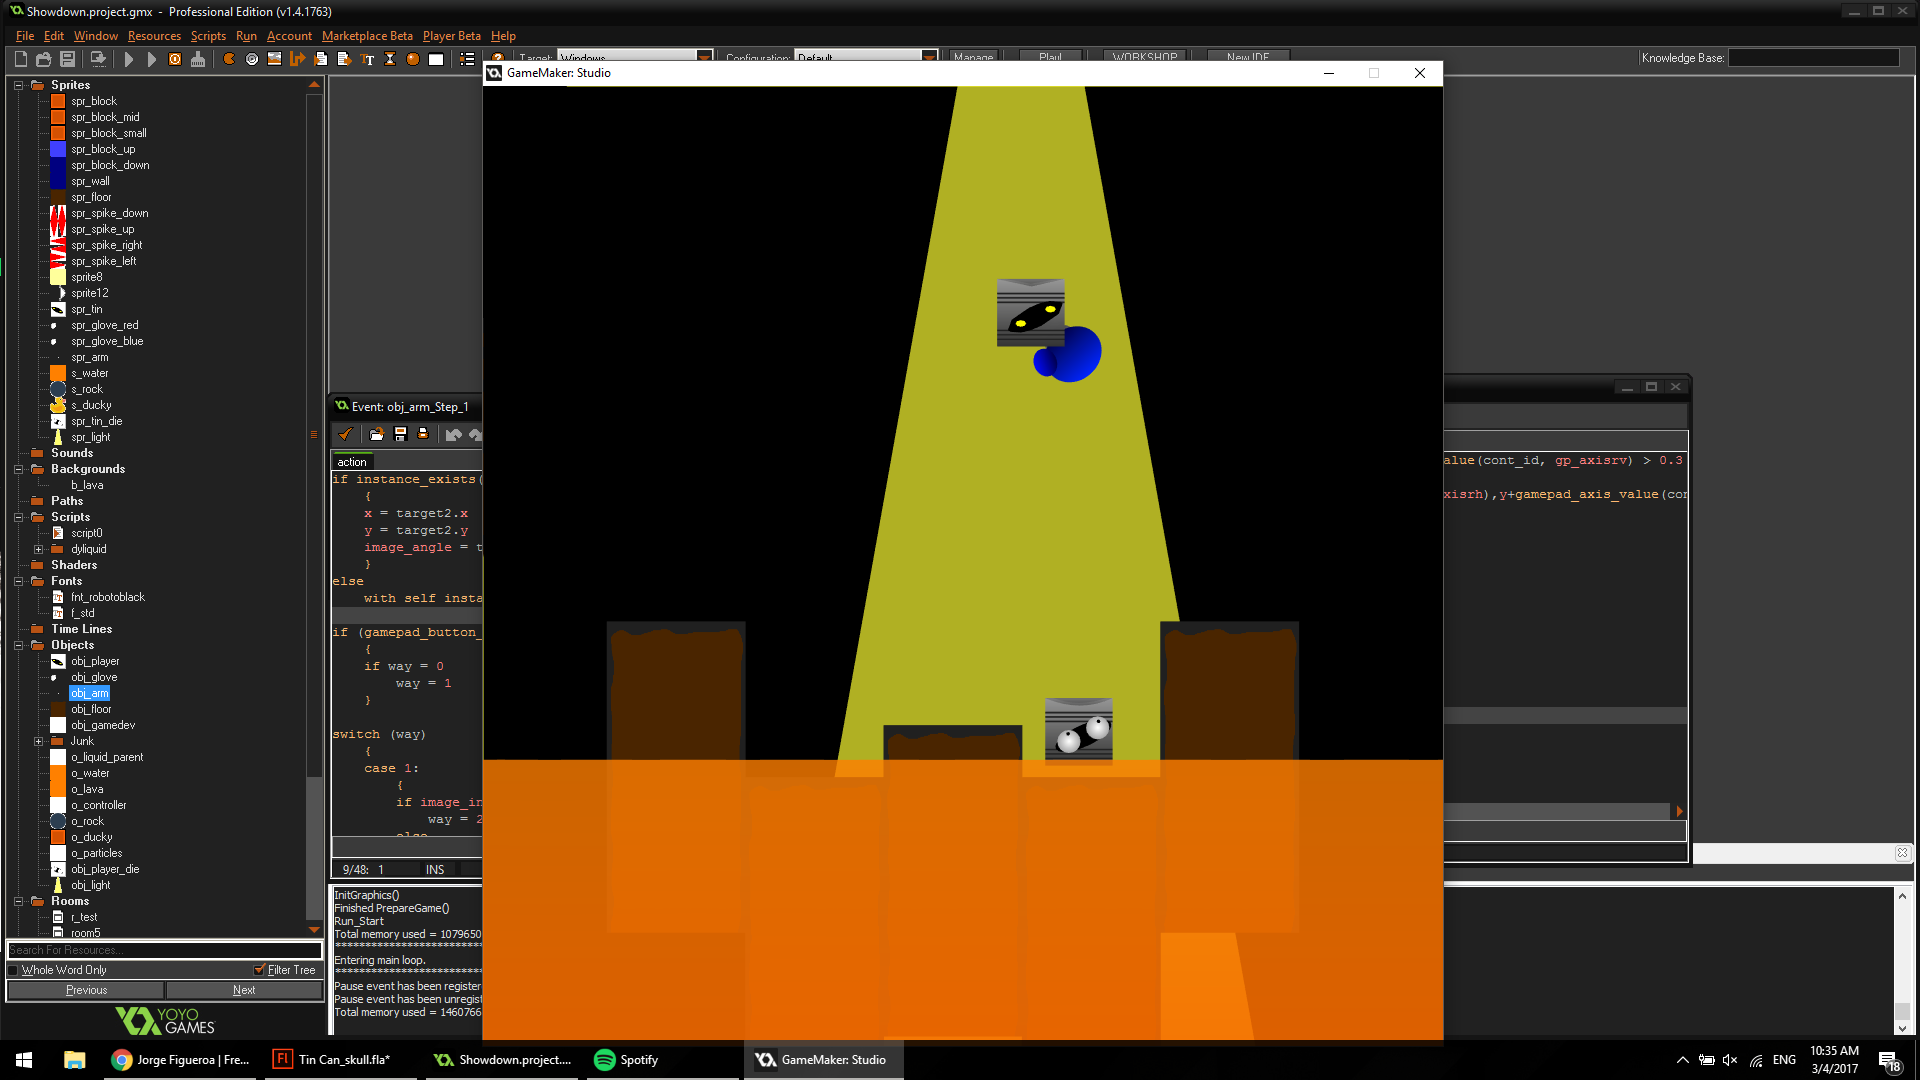 Showdown.project.gmx - Professional Edition (v1.4.1763)
File Edit Window Resources Scripts Run Account Marketplace Beta Player Beta Help
Target: Windows Configuration: Default Manage Play! WORKSHOP New IDE Knowledge Base:
GameMaker: Studio
Sprites
spr_block
spr_block_mid
spr_block_small
spr_block_up
spr_block_down
spr_wall
spr_floor
spr_spike_down
spr_spike_up
spr_spike_right
spr_spike_left
sprite8
sprite12
spr_tin
spr_glove_red
spr_glove_blue
spr_arm
s_water
s_rock
s_ducky
spr_tin_die
spr_light
Sounds
Backgrounds
b_lava
Paths
Scripts
script0
dyliquid
Shaders
Fonts
fnt_robotoblack
f_std
Time Lines
Objects
obj_player
obj_glove
obj_arm
obj_floor
obj_gamedev
Junk
o_liquid_parent
o_water
o_lava
o_controller
o_rock
o_ducky
o_particles
obj_player_die
obj_light
Rooms
r_test
room5
Search For Resources...
Whole Word Only Filter Tree
Previous Next
YOYO
GAMES
Event: obj_arm_Step_1
action
if instance_exists(
{
x = target2.x
y = target2.y
image_angle = t
}
else
with self insta
if (gamepad_button_
{
if way = 0
way = 1
}
switch (way)
{
case 1:
{
if image_in
way = 2
else
9/48: 1 INS
alue(cont_id, gp_axisrv) > 0.3
xisrh),y+gamepad_axis_value(con
InitGraphics()
Finished PrepareGame()
Run_Start
Total memory used = 1079650
*****************************
Entering main loop.
*****************************
Pause event has been register
Pause event has been unregist
Total memory used = 1460766
Jorge Figueroa | Fre...
Fl Tin Can_skull.fla*
Showdown.project....
Spotify
GameMaker: Studio
ENG
10:35 AM
3/4/2017
18